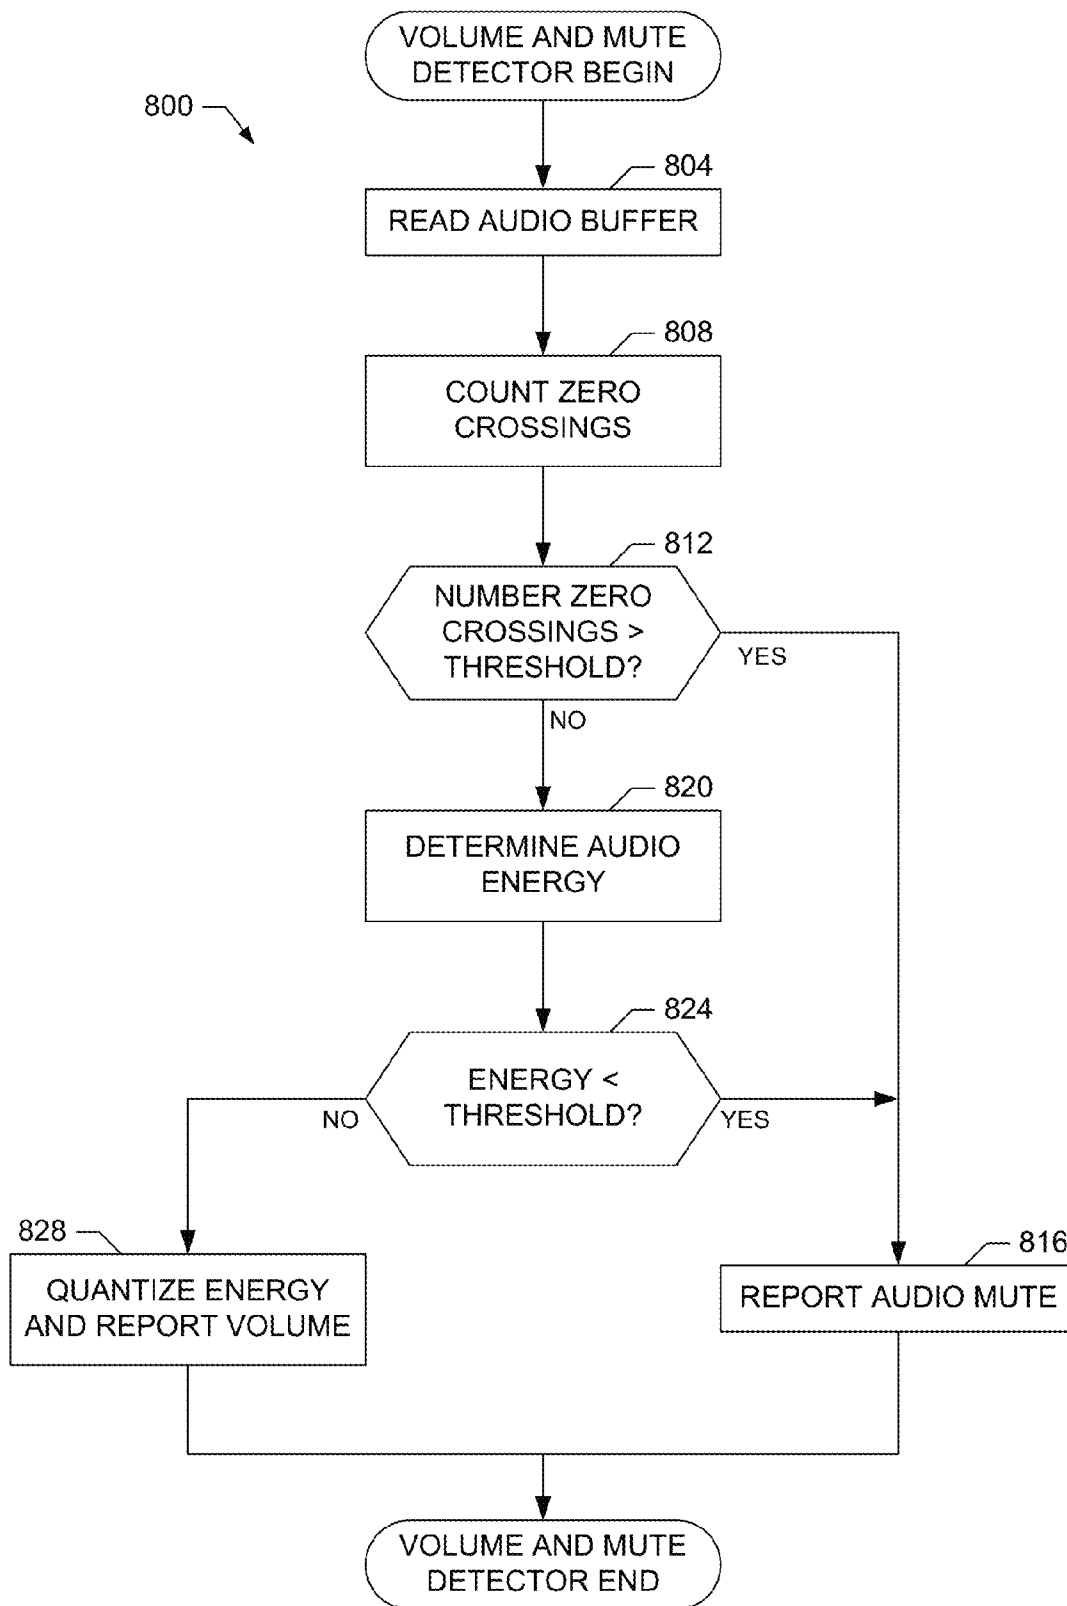 VOLUME AND MUTE
DETECTOR BEGIN
800
804
READ AUDIO BUFFER
808
COUNT ZERO
CROSSINGS
812
NUMBER ZERO
CROSSINGS >
THRESHOLD?
YES
NO
820
DETERMINE AUDIO
ENERGY
824
ENERGY <
THRESHOLD?
NO
YES
828
QUANTIZE ENERGY
AND REPORT VOLUME
816
REPORT AUDIO MUTE
VOLUME AND MUTE
DETECTOR END